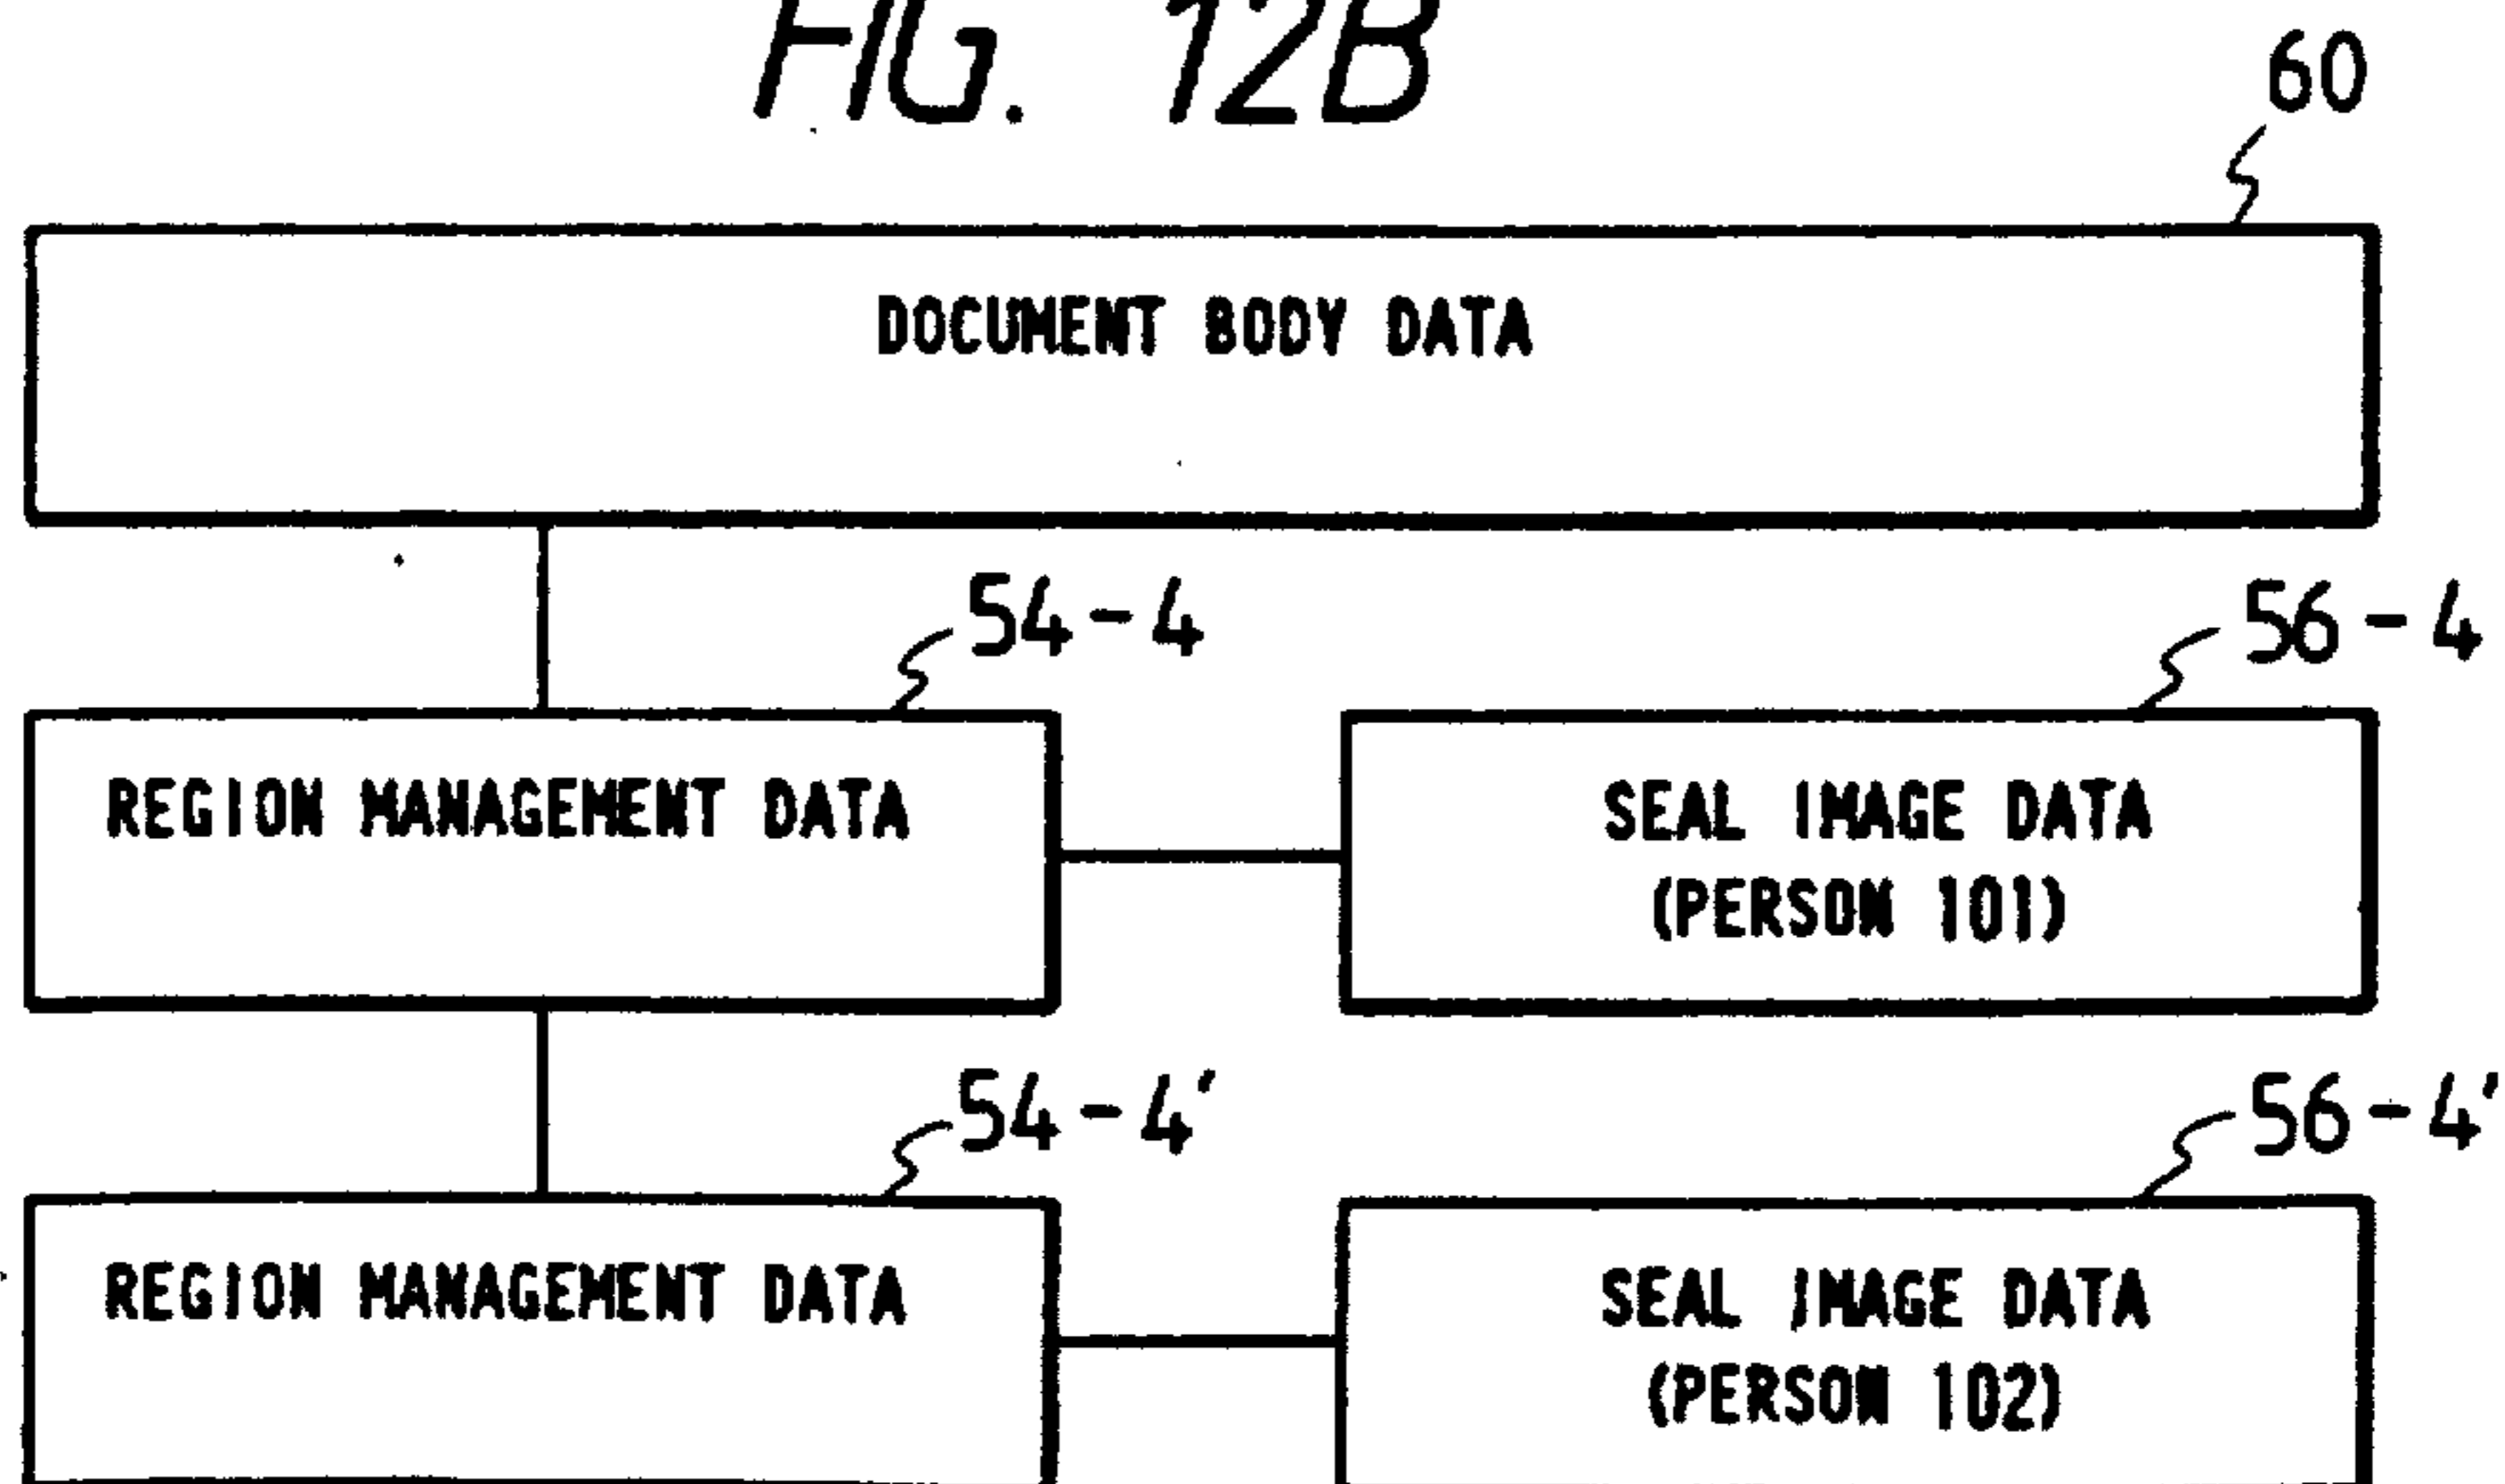 FIG. 12B
60
DOCUMENT BODY DATA
54-4
56-4
REGION MANAGEMENT DATA
SEAL IMAGE DATA
(PERSON 101)
54-4'
56-4'
REGION MANAGEMENT DATA
SEAL IMAGE DATA
(PERSON 102)